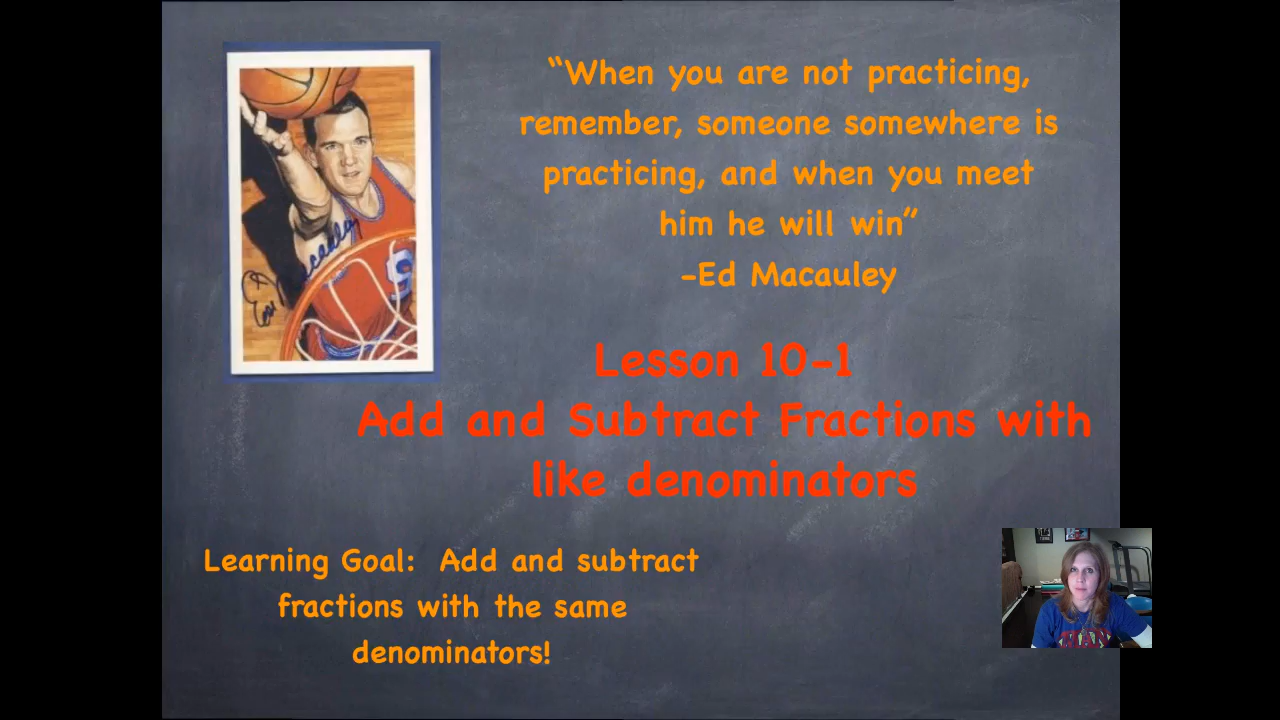 “When you are not practicing,
remember, someone somewhere is
practicing, and when you meet
him he will win”
-Ed Macauley
Ed Macauley
Lesson 10-1
Add and Subtract Fractions with
like denominators
Learning Goal: Add and subtract
fractions with the same
denominators!